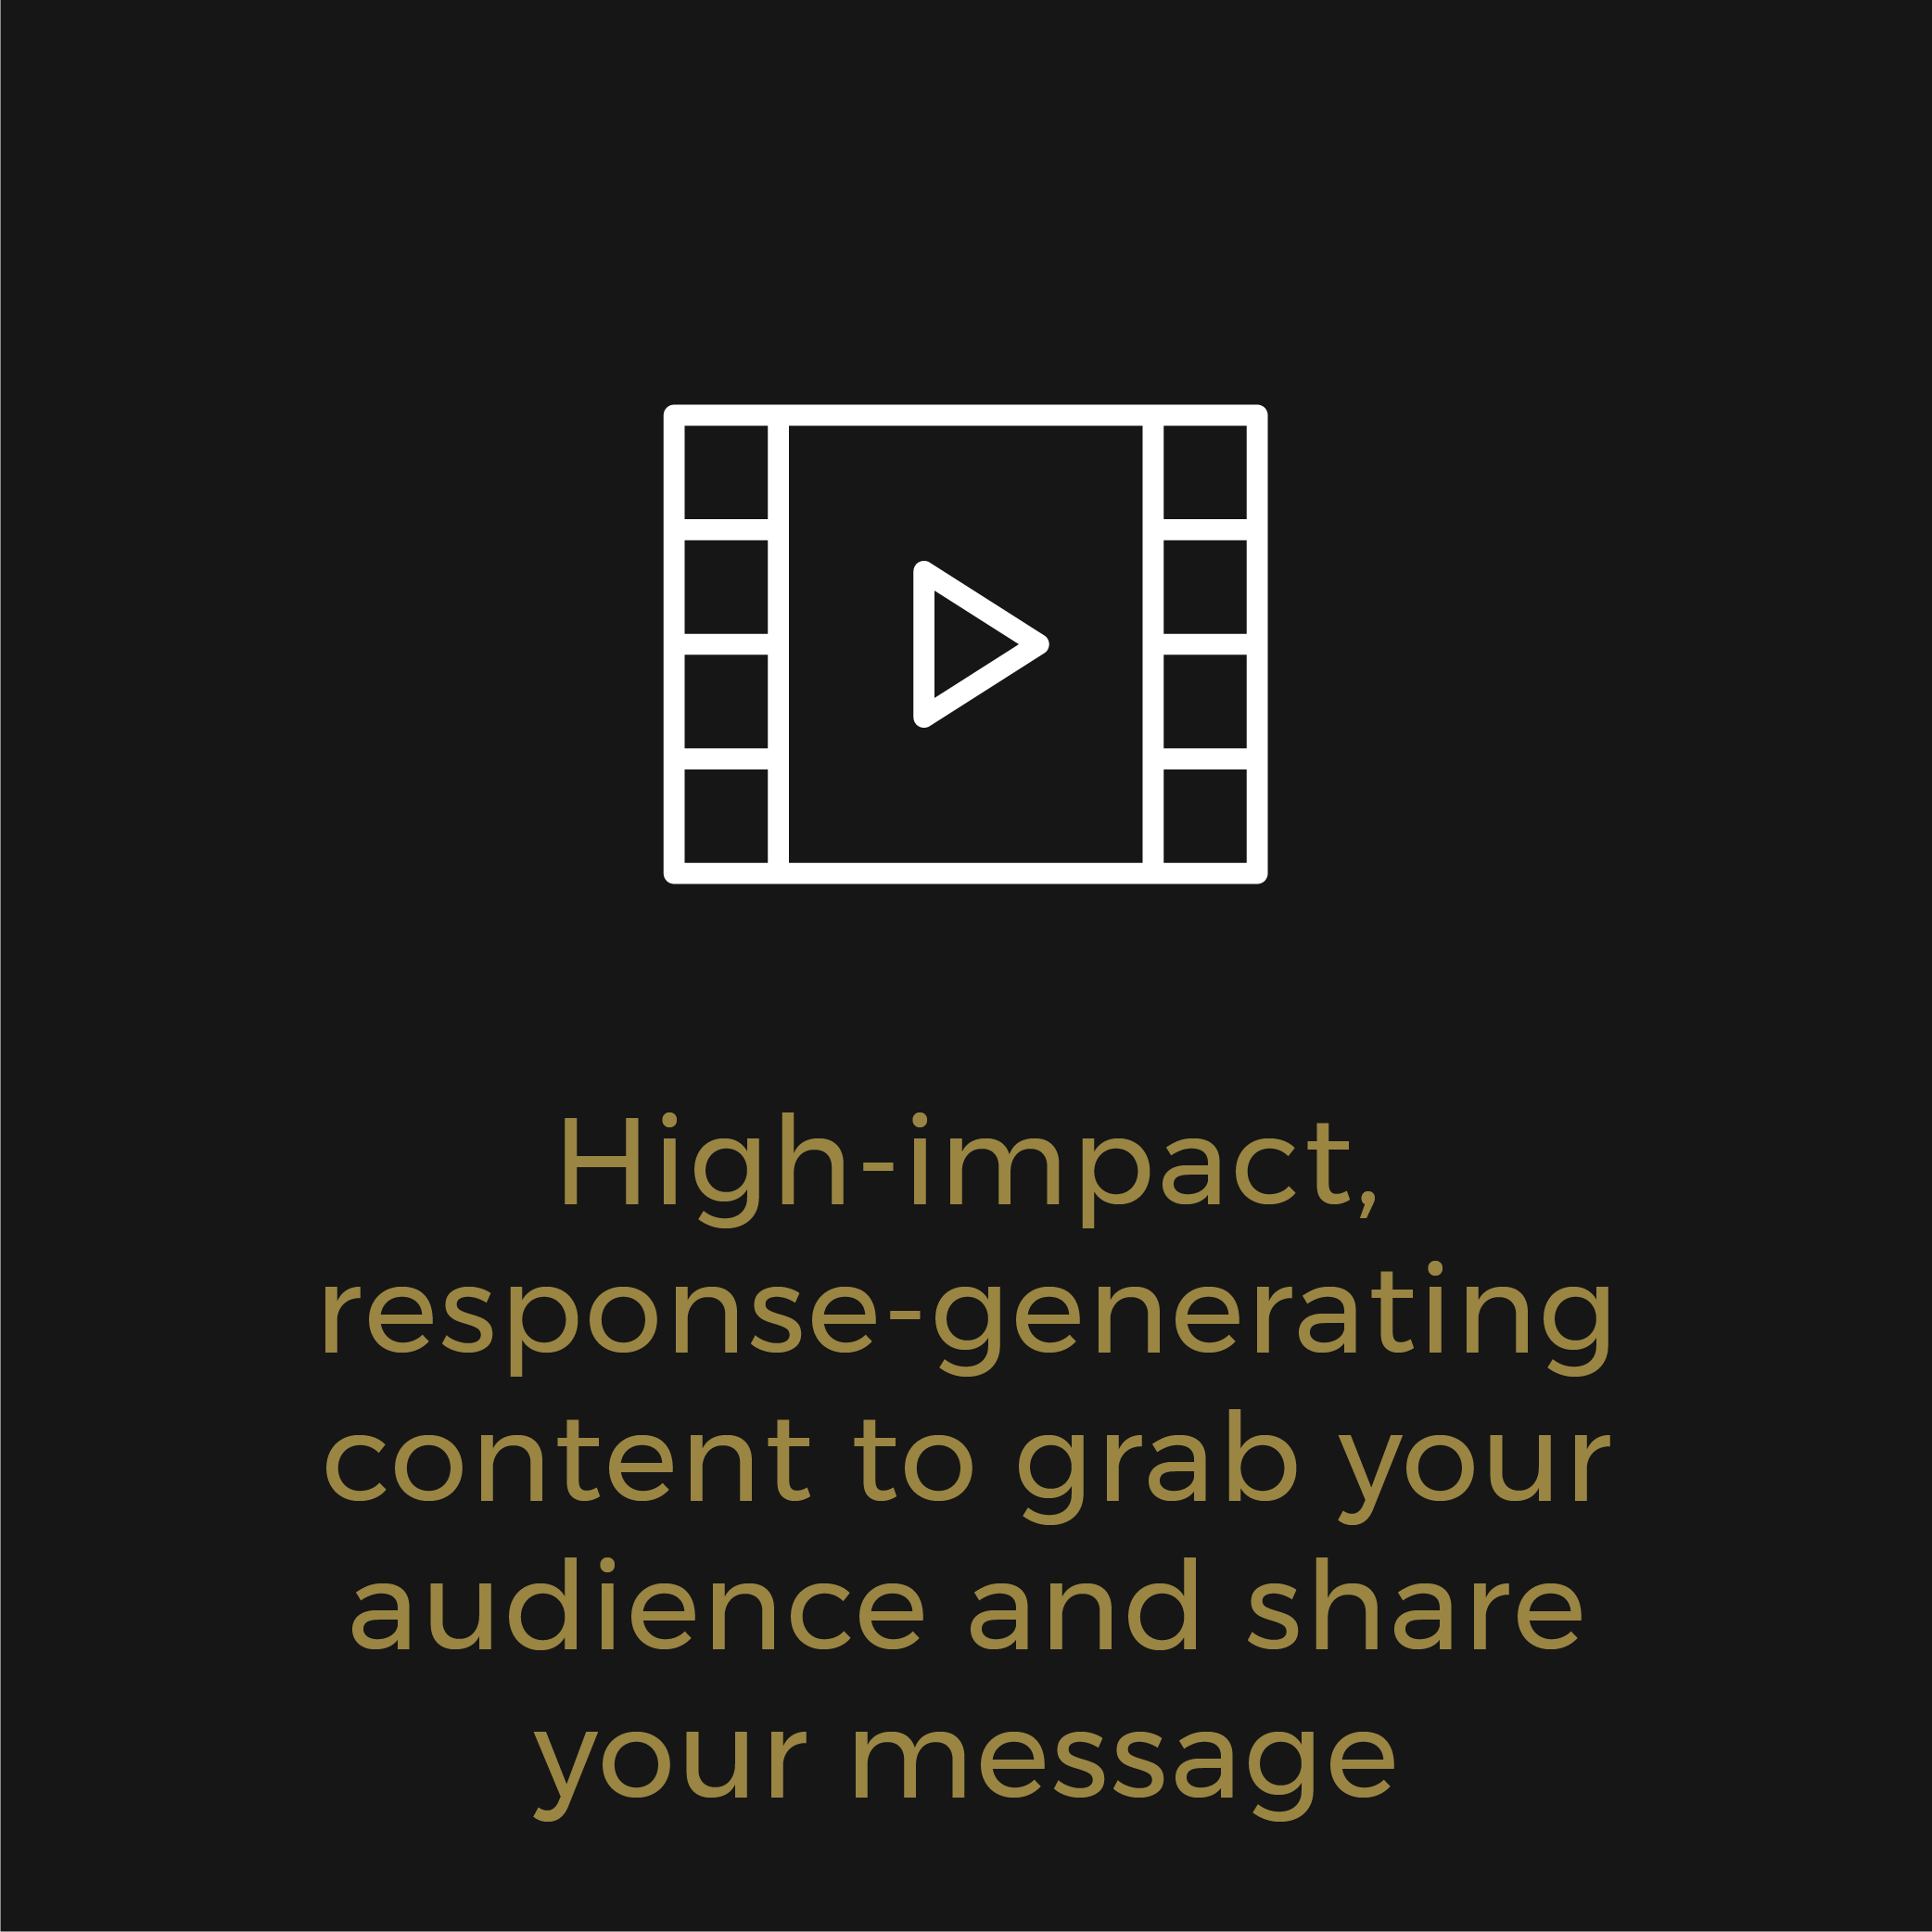 High-impact,
response-generating
content to grab your
audience and share
your message